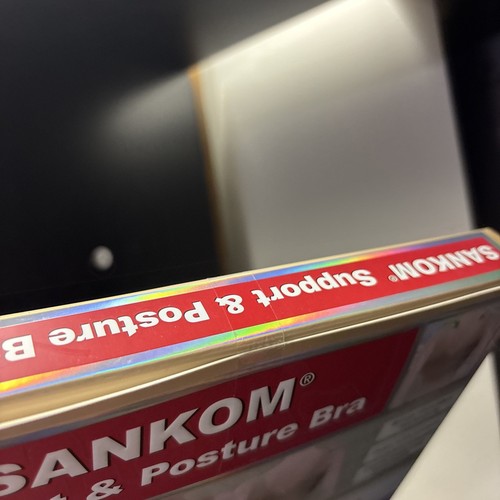 SANKOM® Support & Posture B
SANKOM®
& Posture Bra